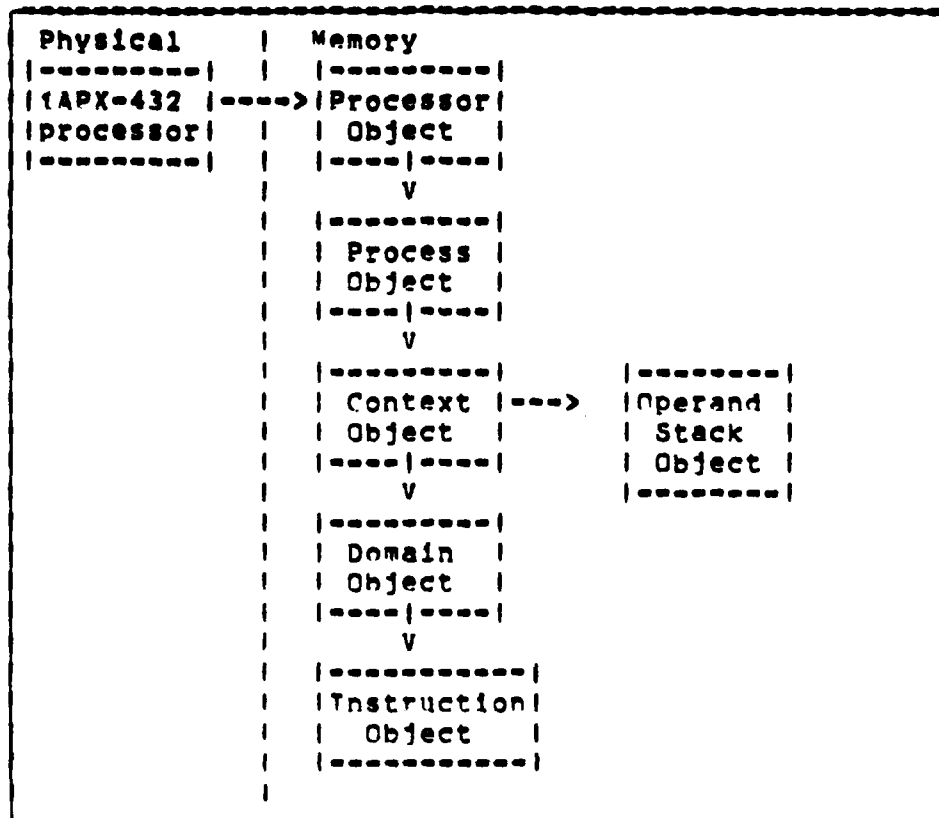 Physical | Memory
|---------| | |---------|
|iAPX-432 |---->|Processor|
|processor| | Object |
|---------| | |----|----|
| V
| |---------|
| | Process |
| | Object |
| |----|----|
| V
| |---------| |--------|
| | Context |---> |Operand |
| | Object | | Stack |
| |----|----| | Object |
| V |--------|
| |---------|
| | Domain |
| | Object |
| |----|----|
| V
| |-----------|
| |Instruction|
| | Object |
| |-----------|
|